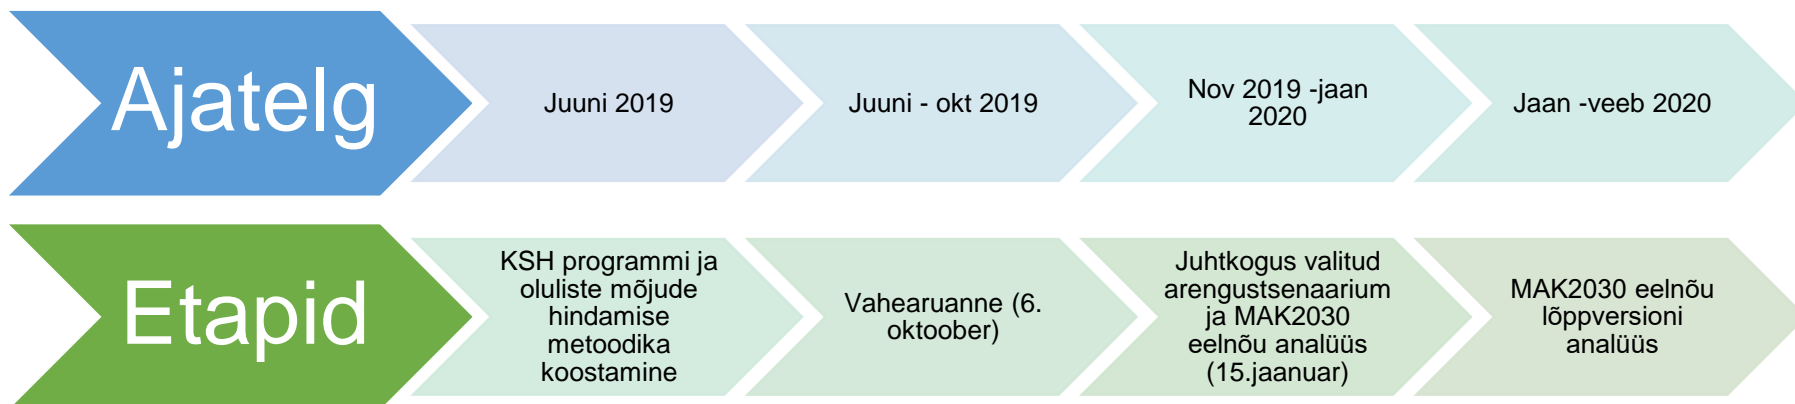 Ajatelg
Juuni 2019
Juuni - okt 2019
Nov 2019 -jaan
2020
Jaan -veeb 2020
Etapid
KSH programmi ja
oluliste mõjude
hindamise
metoodika
koostamine
Vahearuanne (6.
oktoober)
Juhtkogus valitud
arengustsenaarium
ja MAK2030
eelnõu analüüs
(15.jaanuar)
MAK2030 eelnõu
lõppversioni
analüüs